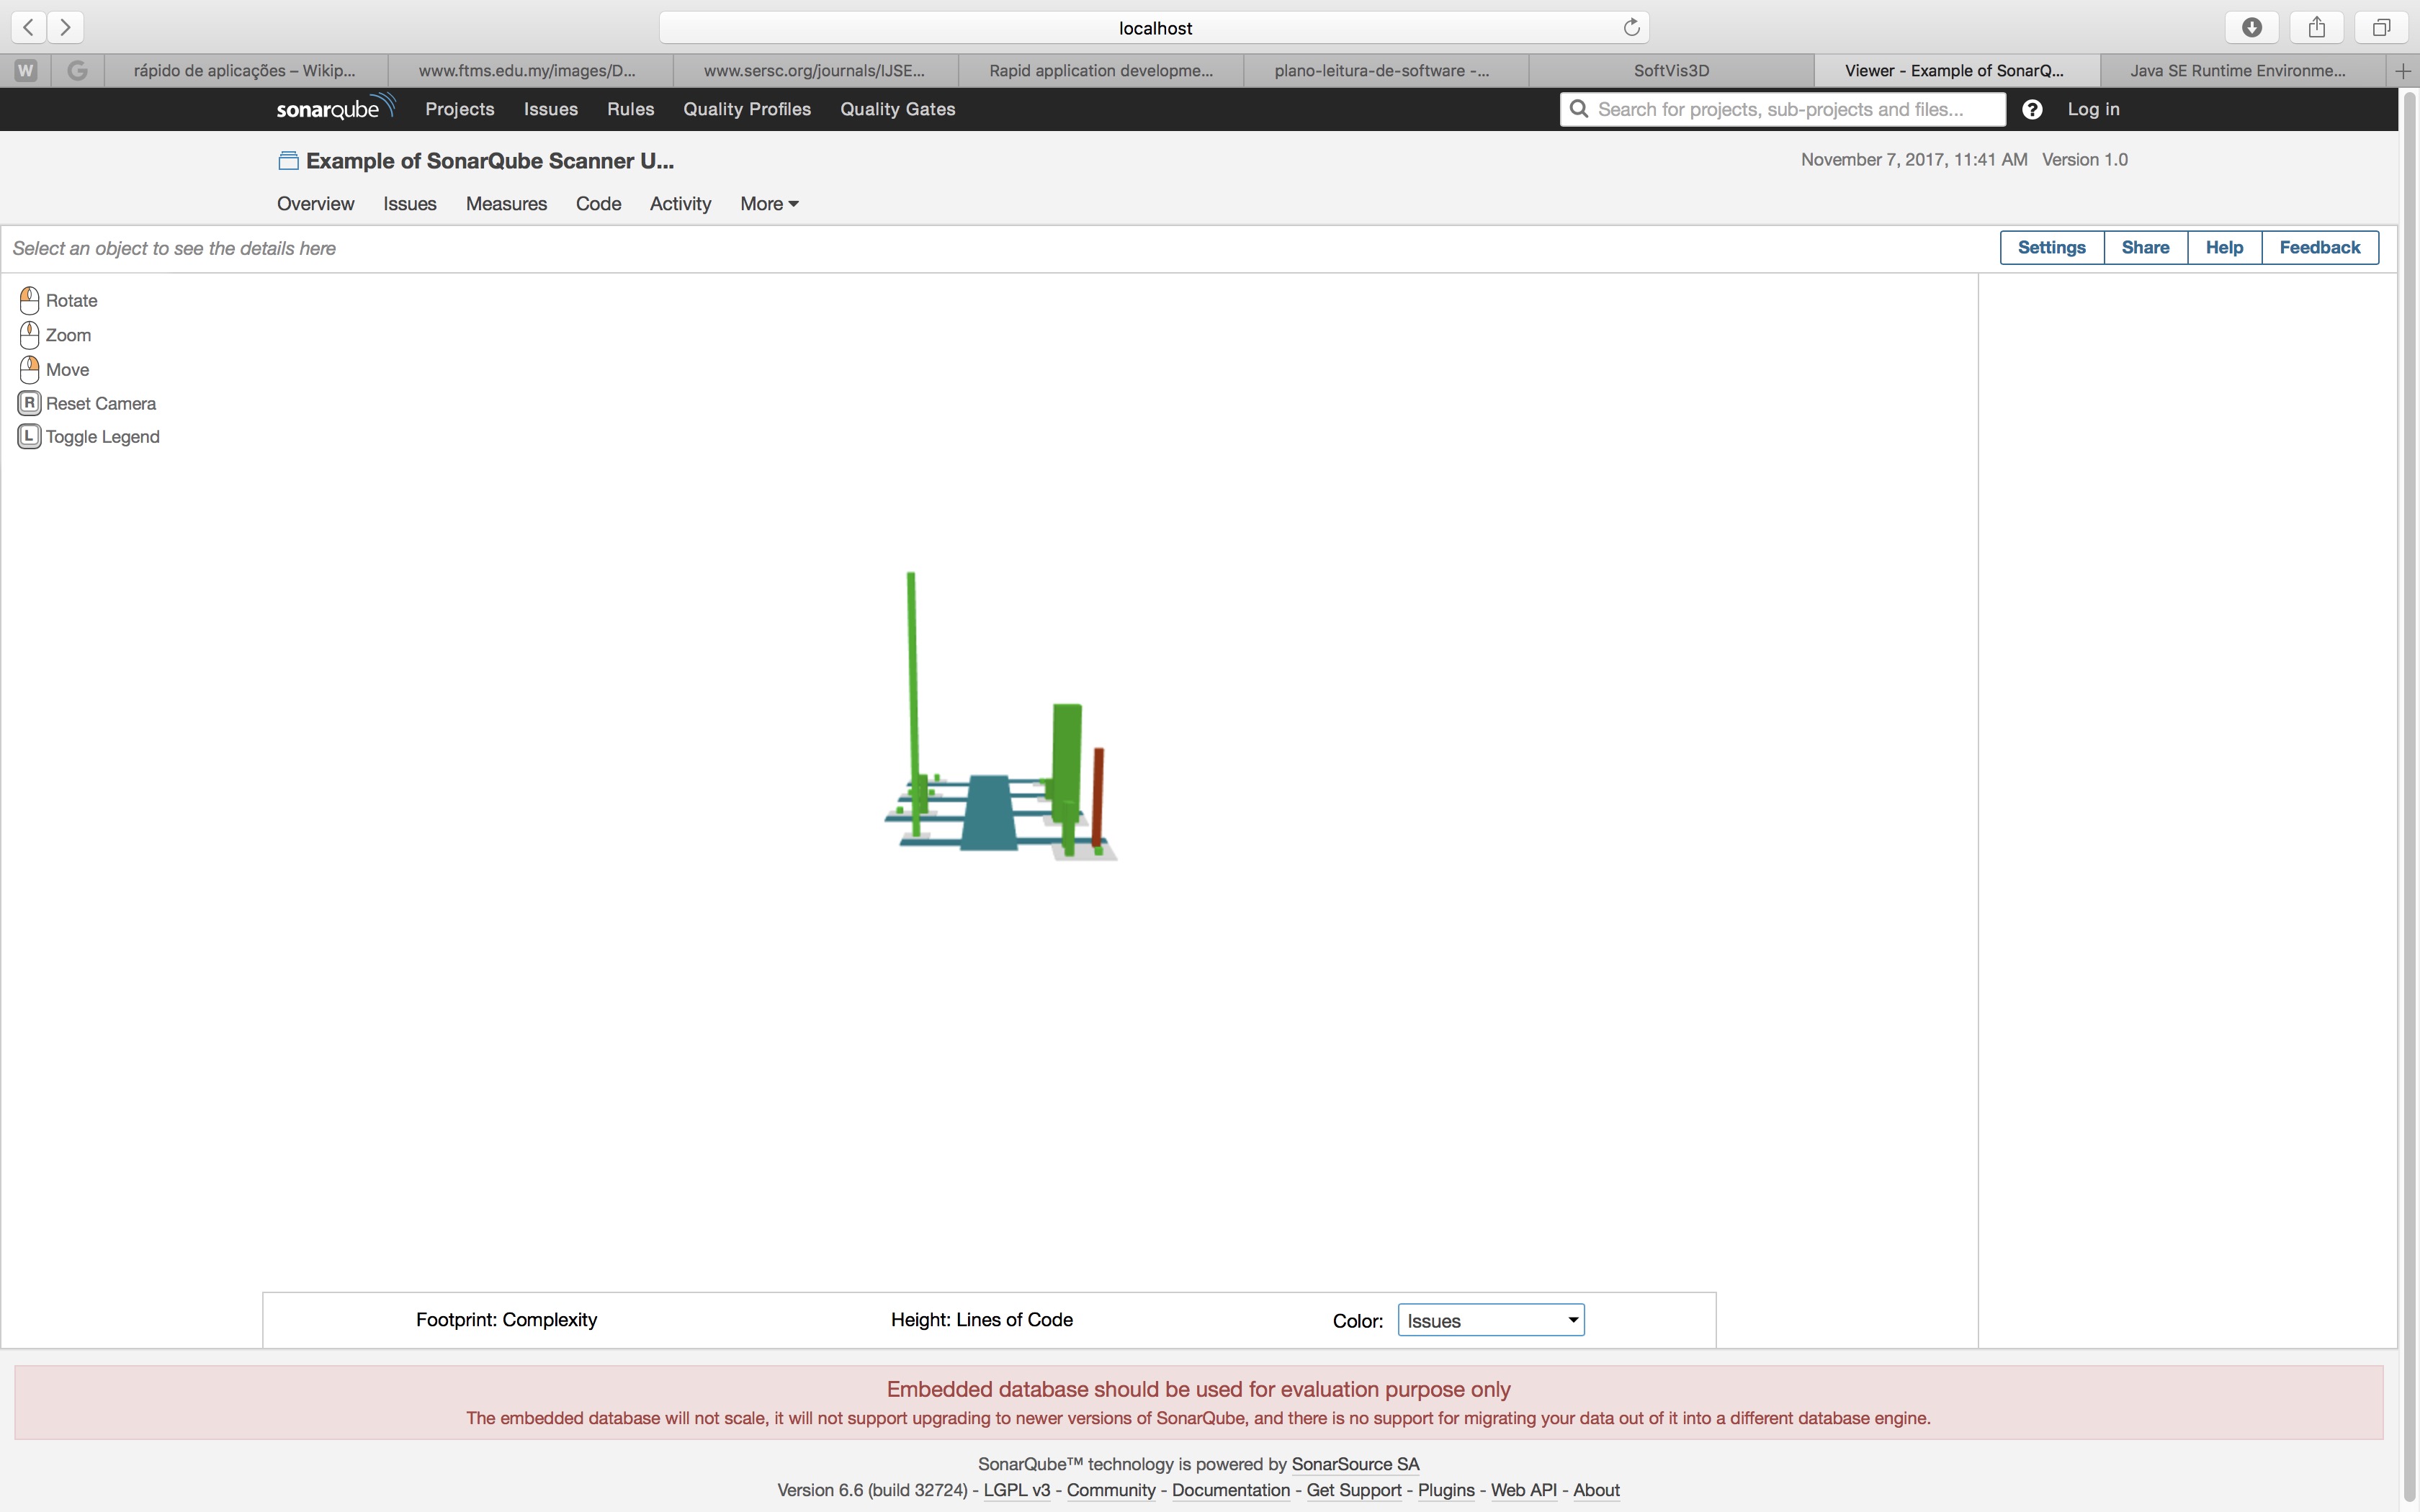 localhost
W
G
rápido de aplicações – Wikip...
www.ftms.edu.my/images/D...
www.sersc.org/journals/IJSE...
Rapid application developme...
plano-leitura-de-software -...
SoftVis3D
Viewer - Example of SonarQ...
Java SE Runtime Environme...
sonarqube Projects Issues Rules Quality Profiles Quality Gates Search for projects, sub-projects and files... ? Log in
Example of SonarQube Scanner U... November 7, 2017, 11:41 AM Version 1.0
Overview Issues Measures Code Activity More
Select an object to see the details here Settings Share Help Feedback
Rotate
Zoom
Move
R Reset Camera
L Toggle Legend
Footprint: Complexity Height: Lines of Code Color: Issues
Embedded database should be used for evaluation purpose only
The embedded database will not scale, it will not support upgrading to newer versions of SonarQube, and there is no support for migrating your data out of it into a different database engine.
SonarQube™ technology is powered by SonarSource SA
Version 6.6 (build 32724) - LGPL v3 - Community - Documentation - Get Support - Plugins - Web API - About